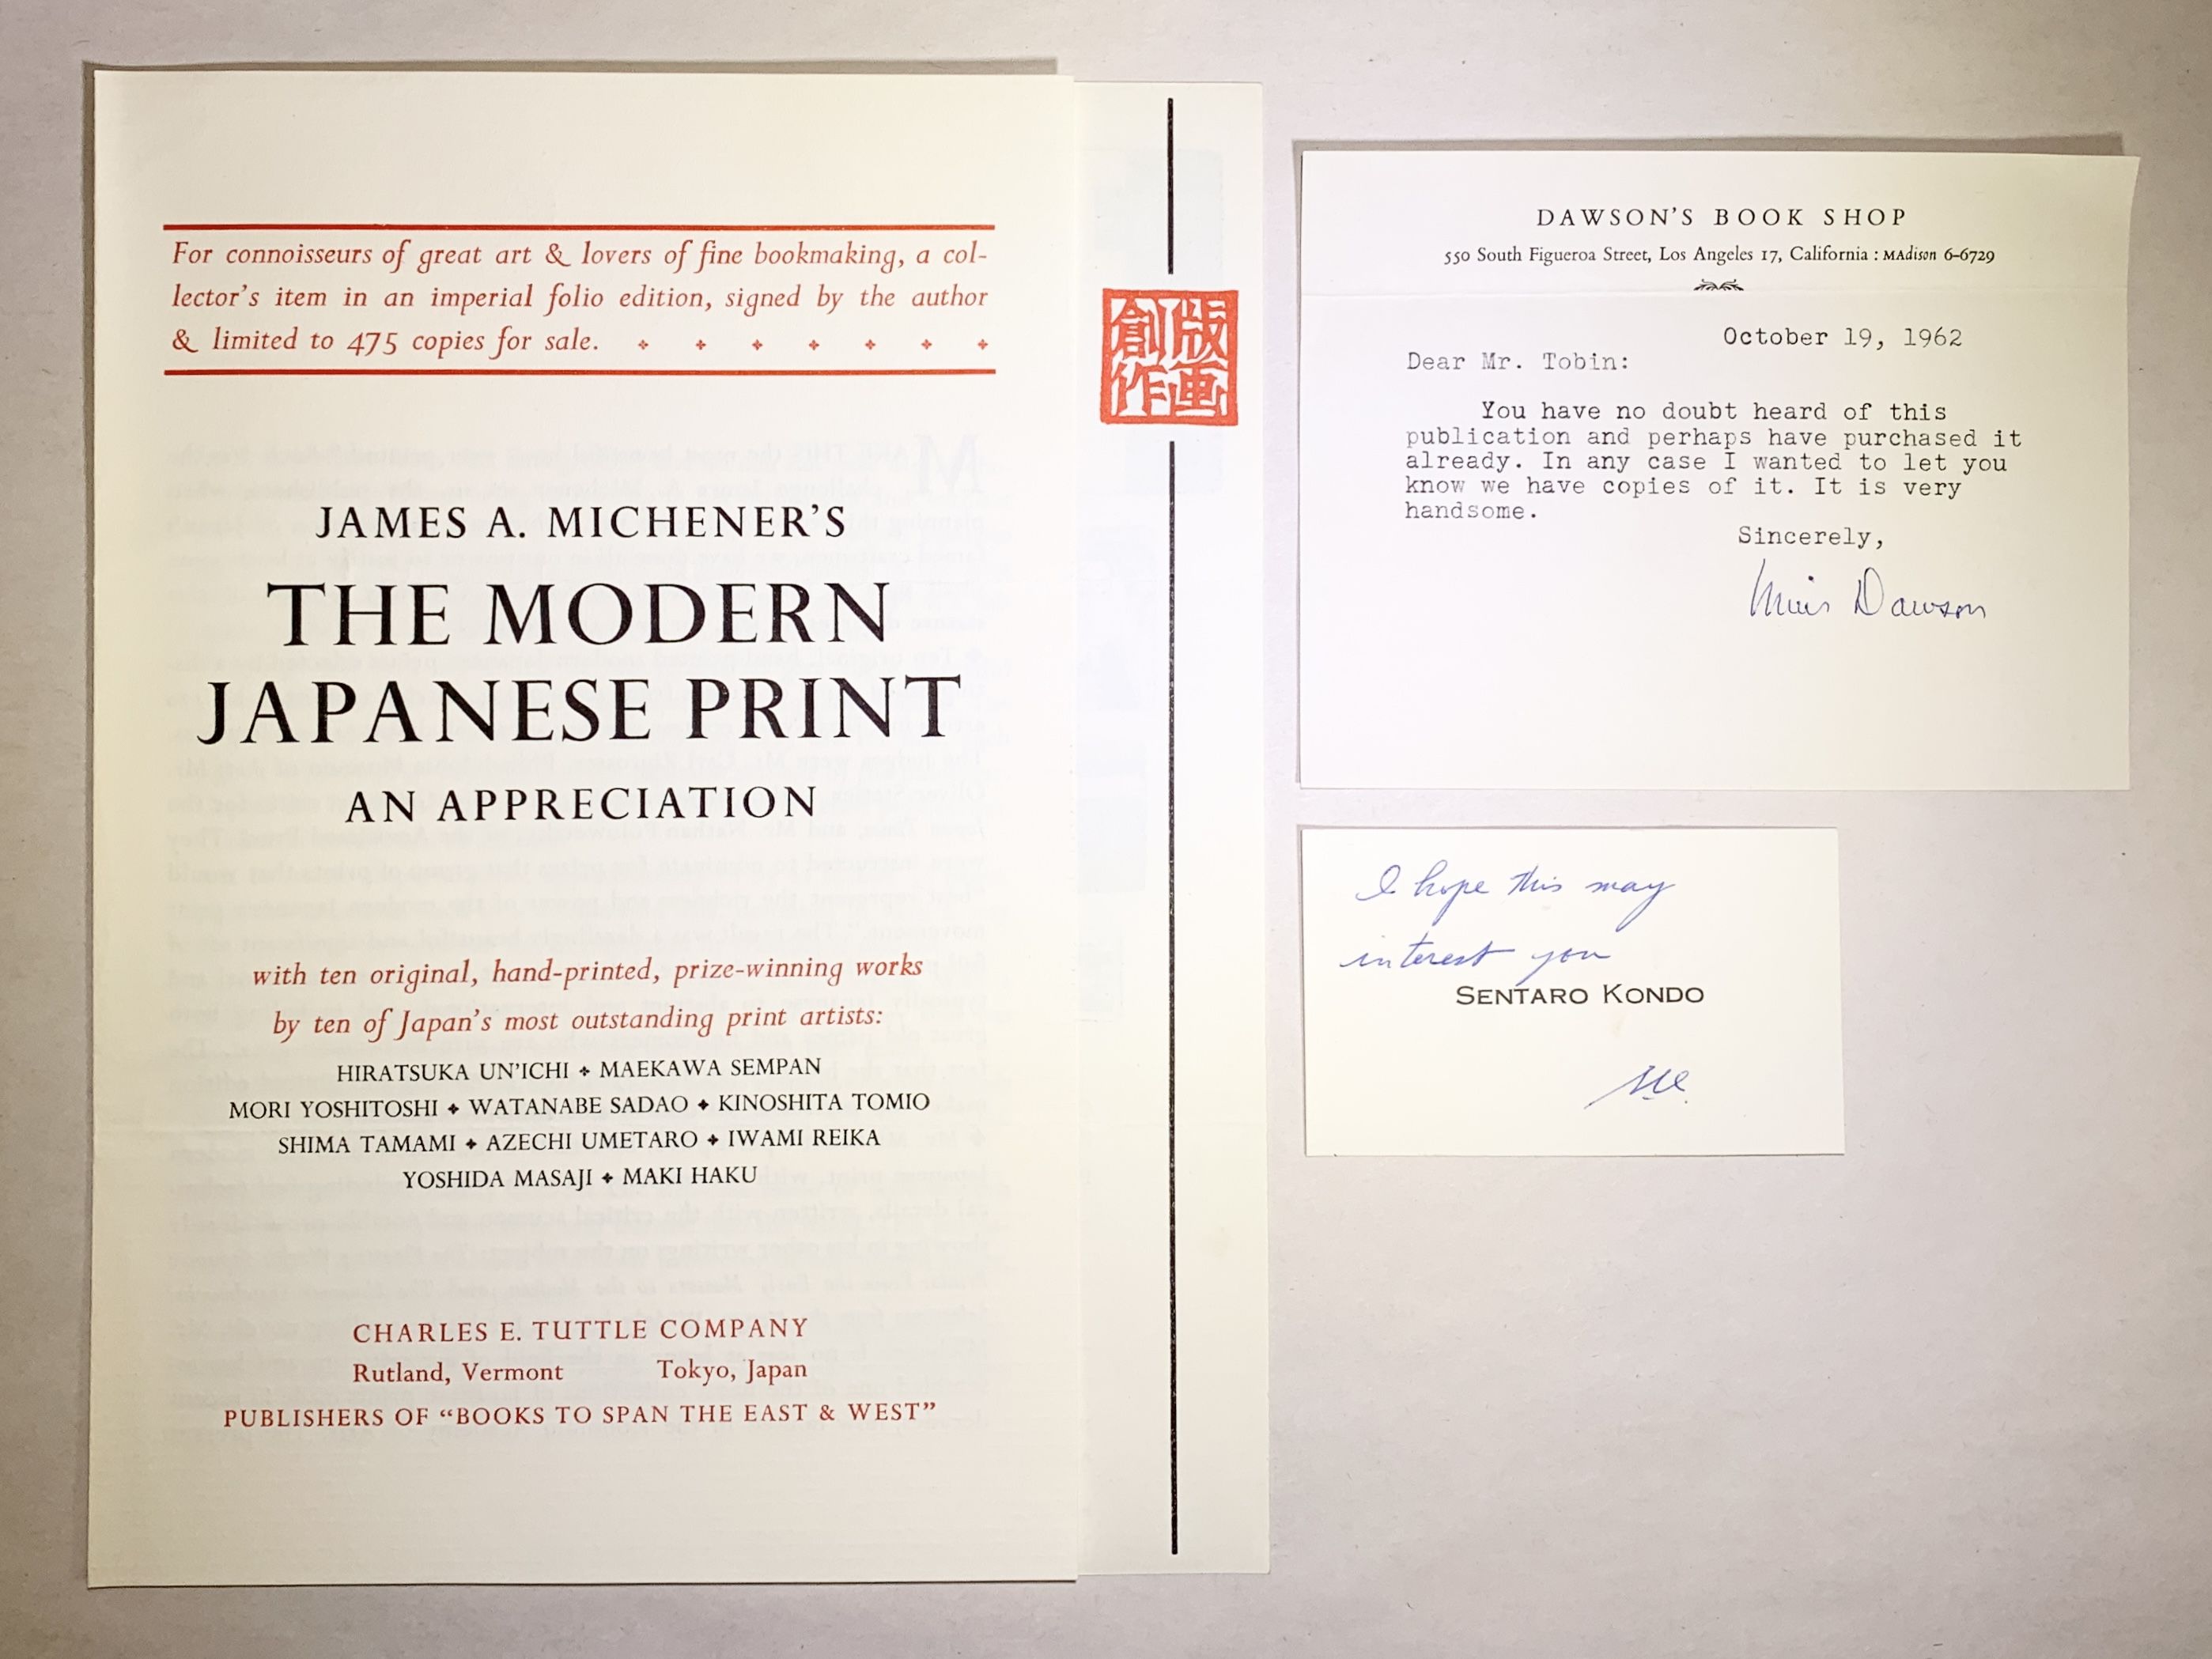 For connoisseurs of great art & lovers of fine bookmaking, a col-
lector's item in an imperial folio edition, signed by the author
& limited to 475 copies for sale.
JAMES A. MICHENER'S
THE MODERN
JAPANESE PRINT
AN APPRECIATION
with ten original, hand-printed, prize-winning works
by ten of Japan's most outstanding print artists:
HIRATSUKA UN'ICHI ✦ MAEKAWA SEMPAN
MORI YOSHITOSHI ✦ WATANABE SADAO ✦ KINOSHITA TOMIO
SHIMA TAMAMI ✦ AZECHI UMETARO ✦ IWAMI REIKA
YOSHIDA MASAJI ✦ MAKI HAKU
CHARLES E. TUTTLE COMPANY
Rutland, Vermont Tokyo, Japan
PUBLISHERS OF "BOOKS TO SPAN THE EAST & WEST"
創作版画
DAWSON'S BOOK SHOP
550 South Figueroa Street, Los Angeles 17, California : MAdison 6-6729
October 19, 1962
Dear Mr. Tobin:
You have no doubt heard of this
publication and perhaps have purchased it
already. In any case I wanted to let you
know we have copies of it. It is very
handsome.
Sincerely,
Muir Dawson
I hope this may
interest you
SENTARO KONDO